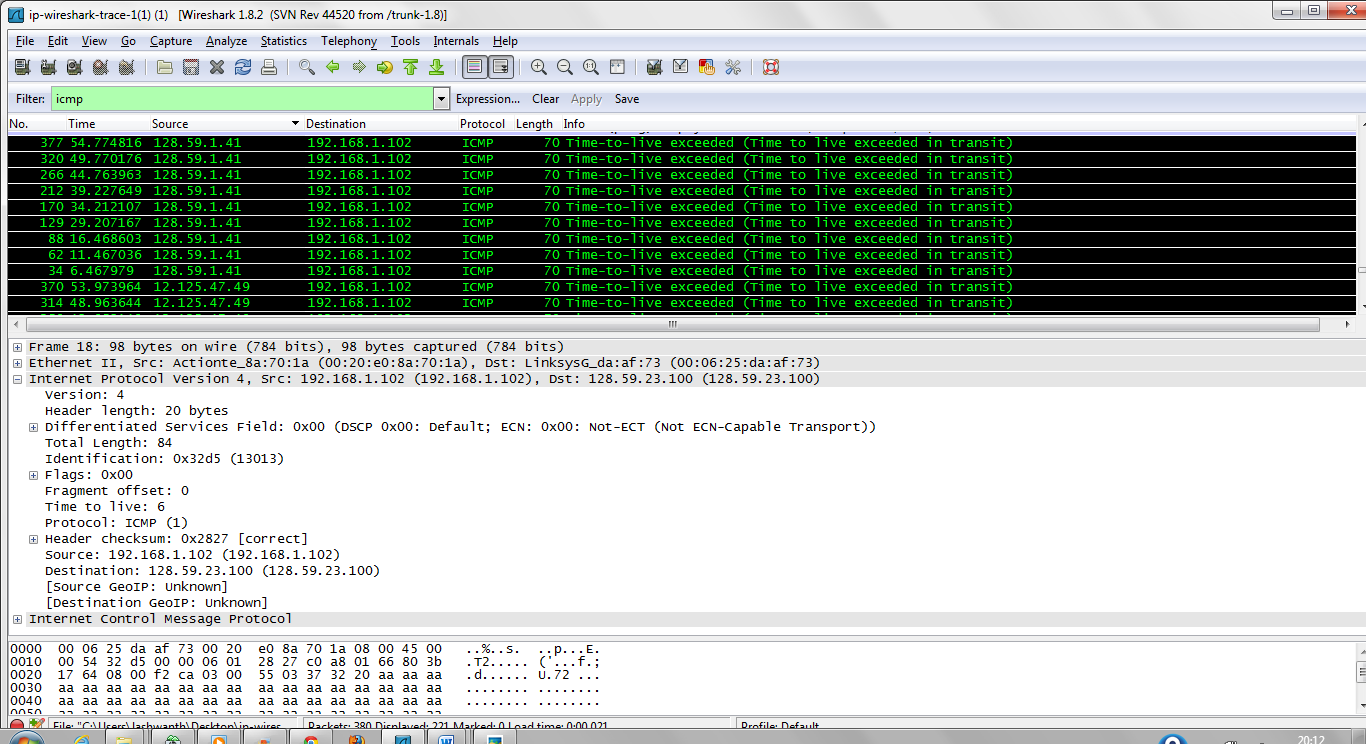 ip-wireshark-trace-1(1) (1) [Wireshark 1.8.2 (SVN Rev 44520 from /trunk-1.8)]
File Edit View Go Capture Analyze Statistics Telephony Tools Internals Help
Filter: icmp Expression... Clear Apply Save
No. Time Source Destination Protocol Length Info
377 54.774816 128.59.1.41 192.168.1.102 ICMP 70 Time-to-live exceeded (Time to live exceeded in transit)
320 49.770176 128.59.1.41 192.168.1.102 ICMP 70 Time-to-live exceeded (Time to live exceeded in transit)
266 44.763963 128.59.1.41 192.168.1.102 ICMP 70 Time-to-live exceeded (Time to live exceeded in transit)
212 39.227649 128.59.1.41 192.168.1.102 ICMP 70 Time-to-live exceeded (Time to live exceeded in transit)
170 34.212107 128.59.1.41 192.168.1.102 ICMP 70 Time-to-live exceeded (Time to live exceeded in transit)
129 29.207167 128.59.1.41 192.168.1.102 ICMP 70 Time-to-live exceeded (Time to live exceeded in transit)
88 16.468603 128.59.1.41 192.168.1.102 ICMP 70 Time-to-live exceeded (Time to live exceeded in transit)
62 11.467036 128.59.1.41 192.168.1.102 ICMP 70 Time-to-live exceeded (Time to live exceeded in transit)
34 6.467979 128.59.1.41 192.168.1.102 ICMP 70 Time-to-live exceeded (Time to live exceeded in transit)
370 53.973964 12.125.47.49 192.168.1.102 ICMP 70 Time-to-live exceeded (Time to live exceeded in transit)
314 48.963644 12.125.47.49 192.168.1.102 ICMP 70 Time-to-live exceeded (Time to live exceeded in transit)
Frame 18: 98 bytes on wire (784 bits), 98 bytes captured (784 bits)
Ethernet II, Src: Actionte_8a:70:1a (00:20:e0:8a:70:1a), Dst: LinksysG_da:af:73 (00:06:25:da:af:73)
Internet Protocol Version 4, Src: 192.168.1.102 (192.168.1.102), Dst: 128.59.23.100 (128.59.23.100)
Version: 4
Header length: 20 bytes
Differentiated Services Field: 0x00 (DSCP 0x00: Default; ECN: 0x00: Not-ECT (Not ECN-Capable Transport))
Total Length: 84
Identification: 0x32d5 (13013)
Flags: 0x00
Fragment offset: 0
Time to live: 6
Protocol: ICMP (1)
Header checksum: 0x2827 [correct]
Source: 192.168.1.102 (192.168.1.102)
Destination: 128.59.23.100 (128.59.23.100)
[Source GeoIP: Unknown]
[Destination GeoIP: Unknown]
Internet Control Message Protocol
0000 00 06 25 da af 73 00 20 e0 8a 70 1a 08 00 45 00 ..%..s. ..p...E.
0010 00 54 32 d5 00 00 06 01 28 27 c0 a8 01 66 80 3b .T2..... ('...f.;
0020 17 64 08 00 f2 ca 03 00 55 03 37 32 20 aa aa aa .d...... U.72 ...
0030 aa aa aa aa aa aa aa aa aa aa aa aa aa aa aa aa ........ ........
0040 aa aa aa aa aa aa aa aa aa aa aa aa aa aa aa aa ........ ........
File: "C:\Users\Jashwanth\Desktop\ip-wires Packets: 380 Displayed: 221 Marked: 0 Load time: 0:00.021 Profile: Default
20:12